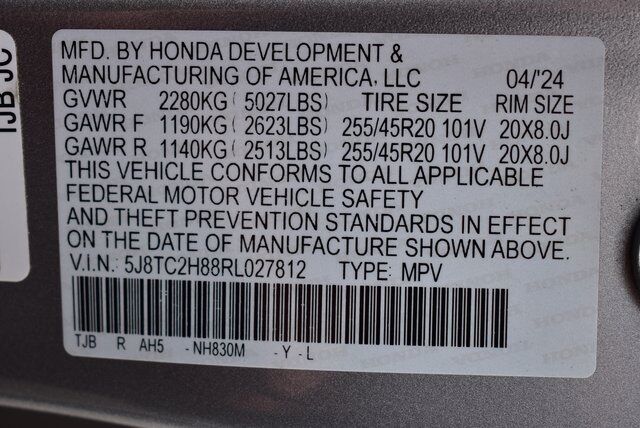 MFD. BY HONDA DEVELOPMENT &
MANUFACTURING OF AMERICA, LLC 04/'24
GVWR 2280KG( 5027LBS) TIRE SIZE RIM SIZE
GAWR F 1190KG( 2623LBS) 255/45R20 101V 20X8.0J
GAWR R 1140KG( 2513LBS) 255/45R20 101V 20X8.0J
THIS VEHICLE CONFORMS TO ALL APPLICABLE
FEDERAL MOTOR VEHICLE SAFETY
AND THEFT PREVENTION STANDARDS IN EFFECT
ON THE DATE OF MANUFACTURE SHOWN ABOVE.
V.I.N. 5J8TC2H88RL027812 TYPE: MPV
TJB R AH5 - NH830M - Y - L
TJB JC